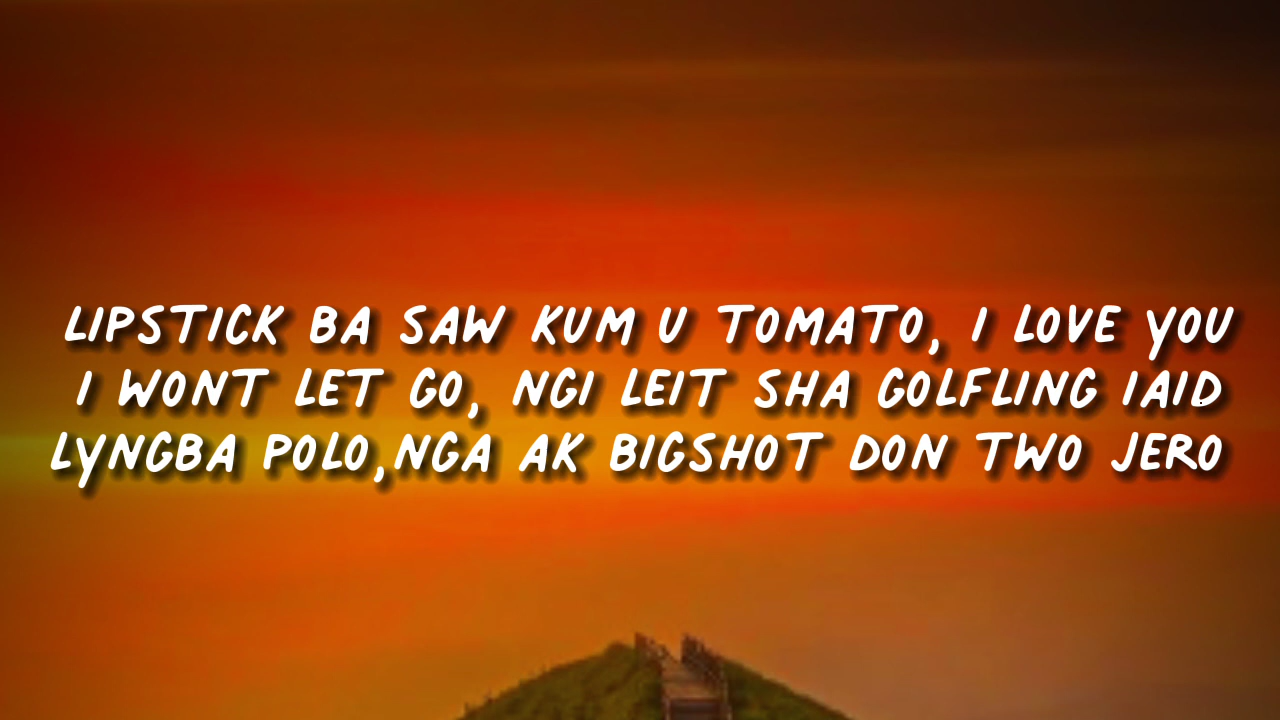 LIPSTICK BA SAW KUM U TOMATO, I LOVE YOU
I WONT LET GO, NGI LEIT SHA GOLFLING IAID
LYNGBA POLO,NGA AK BIGSHOT DON TWO JERO